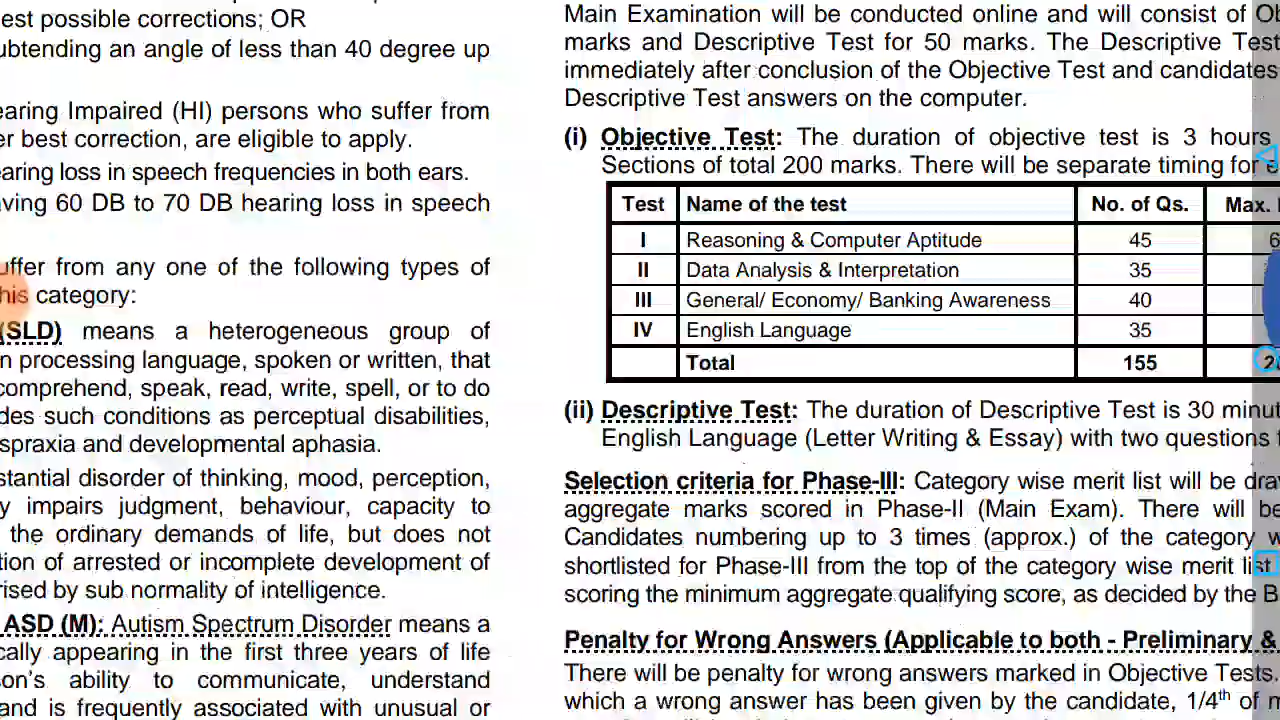 est possible corrections; OR
ubtending an angle of less than 40 degree up
earing Impaired (HI) persons who suffer from
er best correction, are eligible to apply.
earing loss in speech frequencies in both ears.
aving 60 DB to 70 DB hearing loss in speech
uffer from any one of the following types of
his category:
(SLD) means a heterogeneous group of
n processing language, spoken or written, that
comprehend, speak, read, write, spell, or to do
des such conditions as perceptual disabilities,
spraxia and developmental aphasia.
stantial disorder of thinking, mood, perception,
y impairs judgment, behaviour, capacity to
the ordinary demands of life, but does not
tion of arrested or incomplete development of
rised by sub normality of intelligence.
ASD (M): Autism Spectrum Disorder means a
cally appearing in the first three years of life
son's ability to communicate, understand
and is frequently associated with unusual or
Main Examination will be conducted online and will consist of Ob
marks and Descriptive Test for 50 marks. The Descriptive Test
immediately after conclusion of the Objective Test and candidates
Descriptive Test answers on the computer.
(i) Objective Test: The duration of objective test is 3 hours
Sections of total 200 marks. There will be separate timing for
Test Name of the test No. of Qs. Max.
I Reasoning & Computer Aptitude 45 6
II Data Analysis & Interpretation 35
III General/ Economy/ Banking Awareness 40
IV English Language 35
Total 155 20
(ii) Descriptive Test: The duration of Descriptive Test is 30 minut
English Language (Letter Writing & Essay) with two questions
Selection criteria for Phase-III: Category wise merit list will be draw
aggregate marks scored in Phase-II (Main Exam). There will be
Candidates numbering up to 3 times (approx.) of the category w
shortlisted for Phase-III from the top of the category wise merit list
scoring the minimum aggregate qualifying score, as decided by the B
Penalty for Wrong Answers (Applicable to both - Preliminary &
There will be penalty for wrong answers marked in Objective Tests.
which a wrong answer has been given by the candidate, 1/4th of m